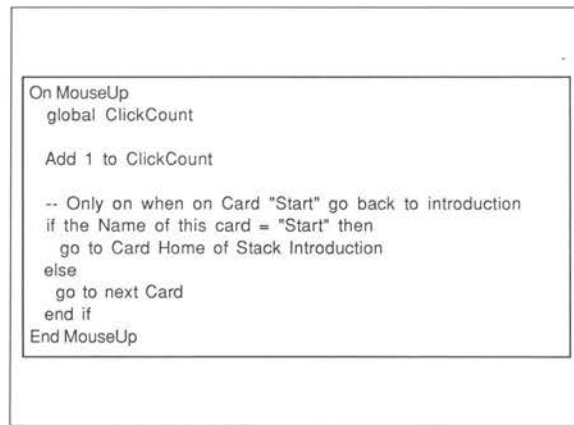 On MouseUp
global ClickCount
Add 1 to ClickCount
-- Only on when on Card "Start" go back to introduction
if the Name of this card = "Start" then
go to Card Home of Stack Introduction
else
go to next Card
end if
End MouseUp